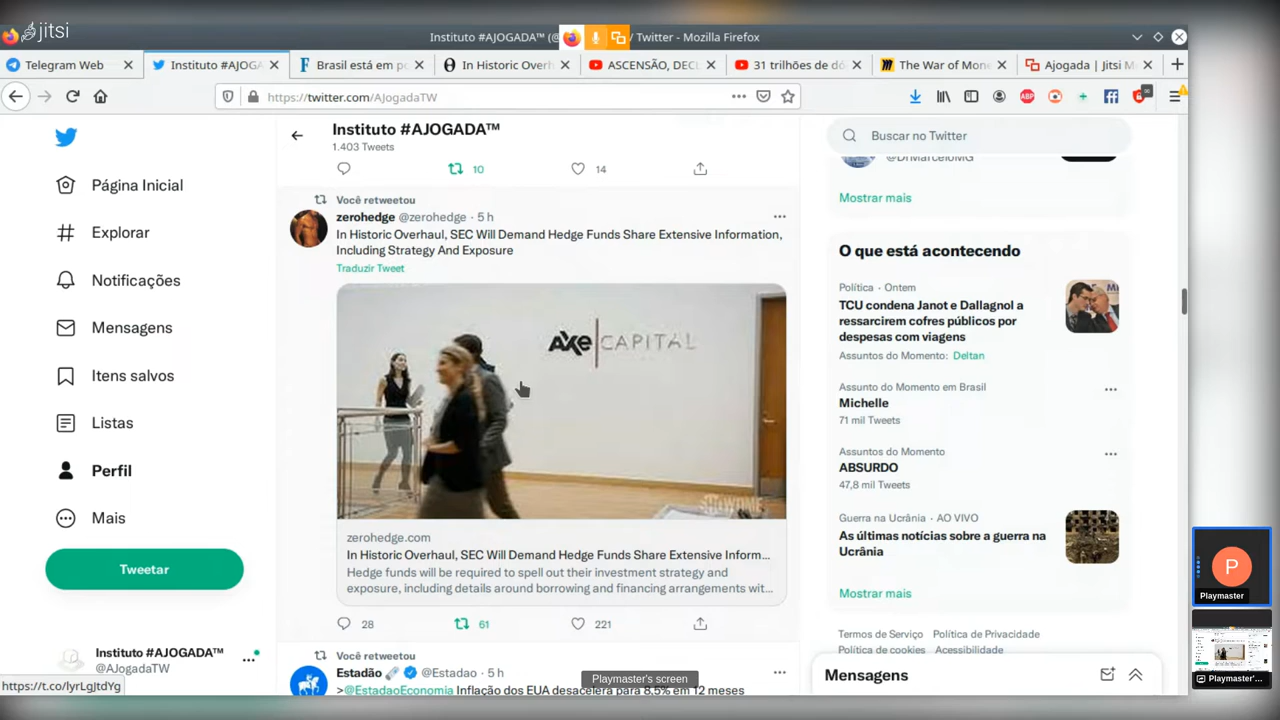 jitsi
Instituto #AJOGADA™ (@ / Twitter - Mozilla Firefox
Telegram Web
Instituto #AJOG
Brasil está em p
In Historic Overh
ASCENSÃO, DECL
31 trilhões de dó
The War of Mone
Ajogada | Jitsi M
https://twitter.com/AJogadaTW
Instituto #AJOGADA™
1.403 Tweets
10
14
Página Inicial
Explorar
Notificações
Mensagens
Itens salvos
Listas
Perfil
Mais
Tweetar
Instituto #AJOGADA™
@AJogadaTW
https://t.co/lyrLgJtdYg
Você retweetou
zerohedge @zerohedge · 5 h
In Historic Overhaul, SEC Will Demand Hedge Funds Share Extensive Information,
Including Strategy And Exposure
Traduzir Tweet
AXE CAPITAL
SHOWTIME
zerohedge.com
In Historic Overhaul, SEC Will Demand Hedge Funds Share Extensive Inform...
Hedge funds will be required to spell out their investment strategy and
exposure, including details around borrowing and financing arrangements wit...
28
61
221
Você retweetou
Estadão @Estadao · 5 h
>@EstadaoEconomia Inflação dos EUA desacelera para 8,5% em 12 meses
Playmaster's screen
Buscar no Twitter
@DrMarceloMG
Mostrar mais
O que está acontecendo
Política · Ontem
TCU condena Janot e Dallagnol a
ressarcirem cofres públicos por
despesas com viagens
Assuntos do Momento: Deltan
Assunto do Momento em Brasil
Michelle
71 mil Tweets
Assuntos do Momento
ABSURDO
47,8 mil Tweets
Guerra na Ucrânia · AO VIVO
As últimas notícias sobre a guerra na
Ucrânia
Mostrar mais
Termos de Serviço Política de Privacidade
Política de cookies Acessibilidade
Mensagens
P
Playmaster
Playmaster'...